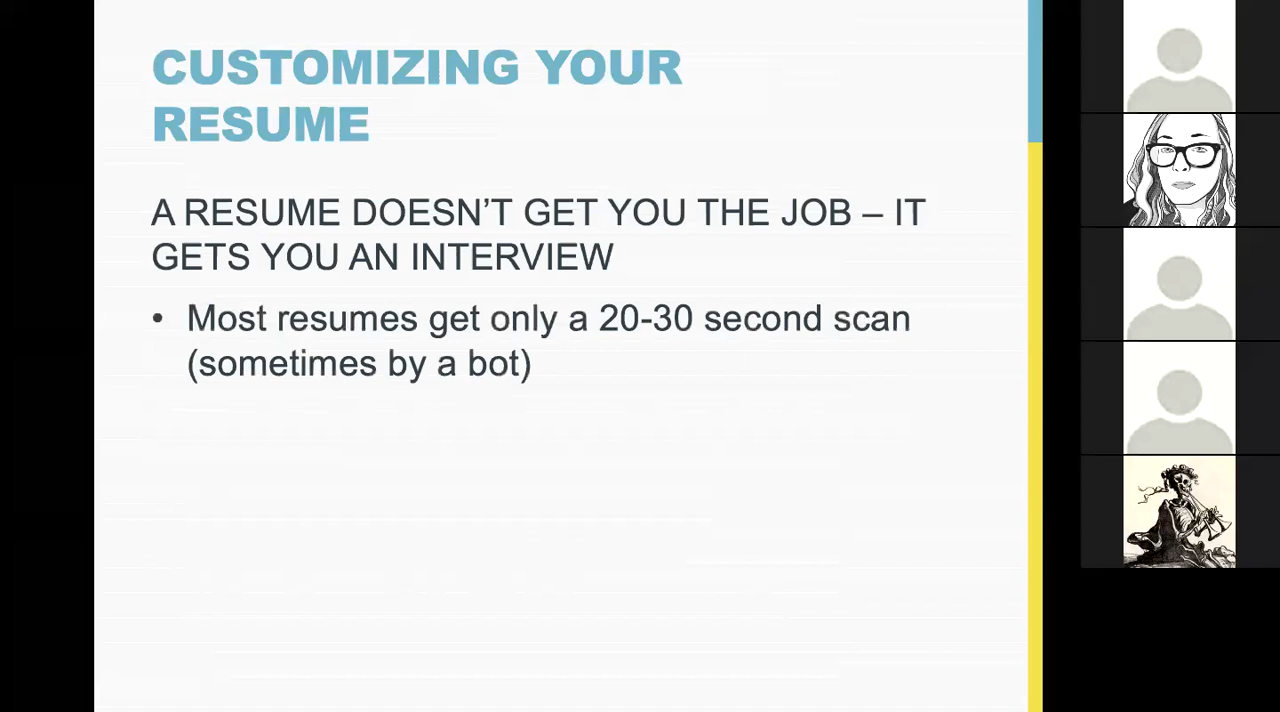 CUSTOMIZING YOUR
RESUME
A RESUME DOESN’T GET YOU THE JOB – IT
GETS YOU AN INTERVIEW
• Most resumes get only a 20-30 second scan
(sometimes by a bot)